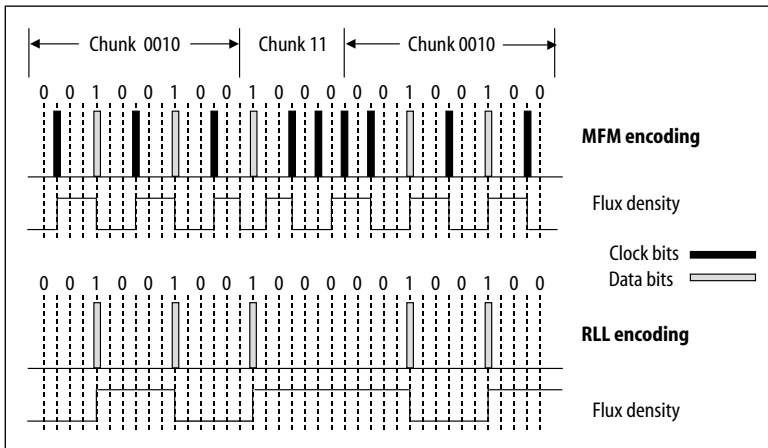 Chunk 0010 Chunk 11 Chunk 0010
0 0 1 0 0 1 0 0 1 0 0 0 0 0 1 0 0 1 0 0
MFM encoding
Flux density
Clock bits
Data bits
0 0 1 0 0 1 0 0 1 0 0 0 0 0 1 0 0 1 0 0
RLL encoding
Flux density